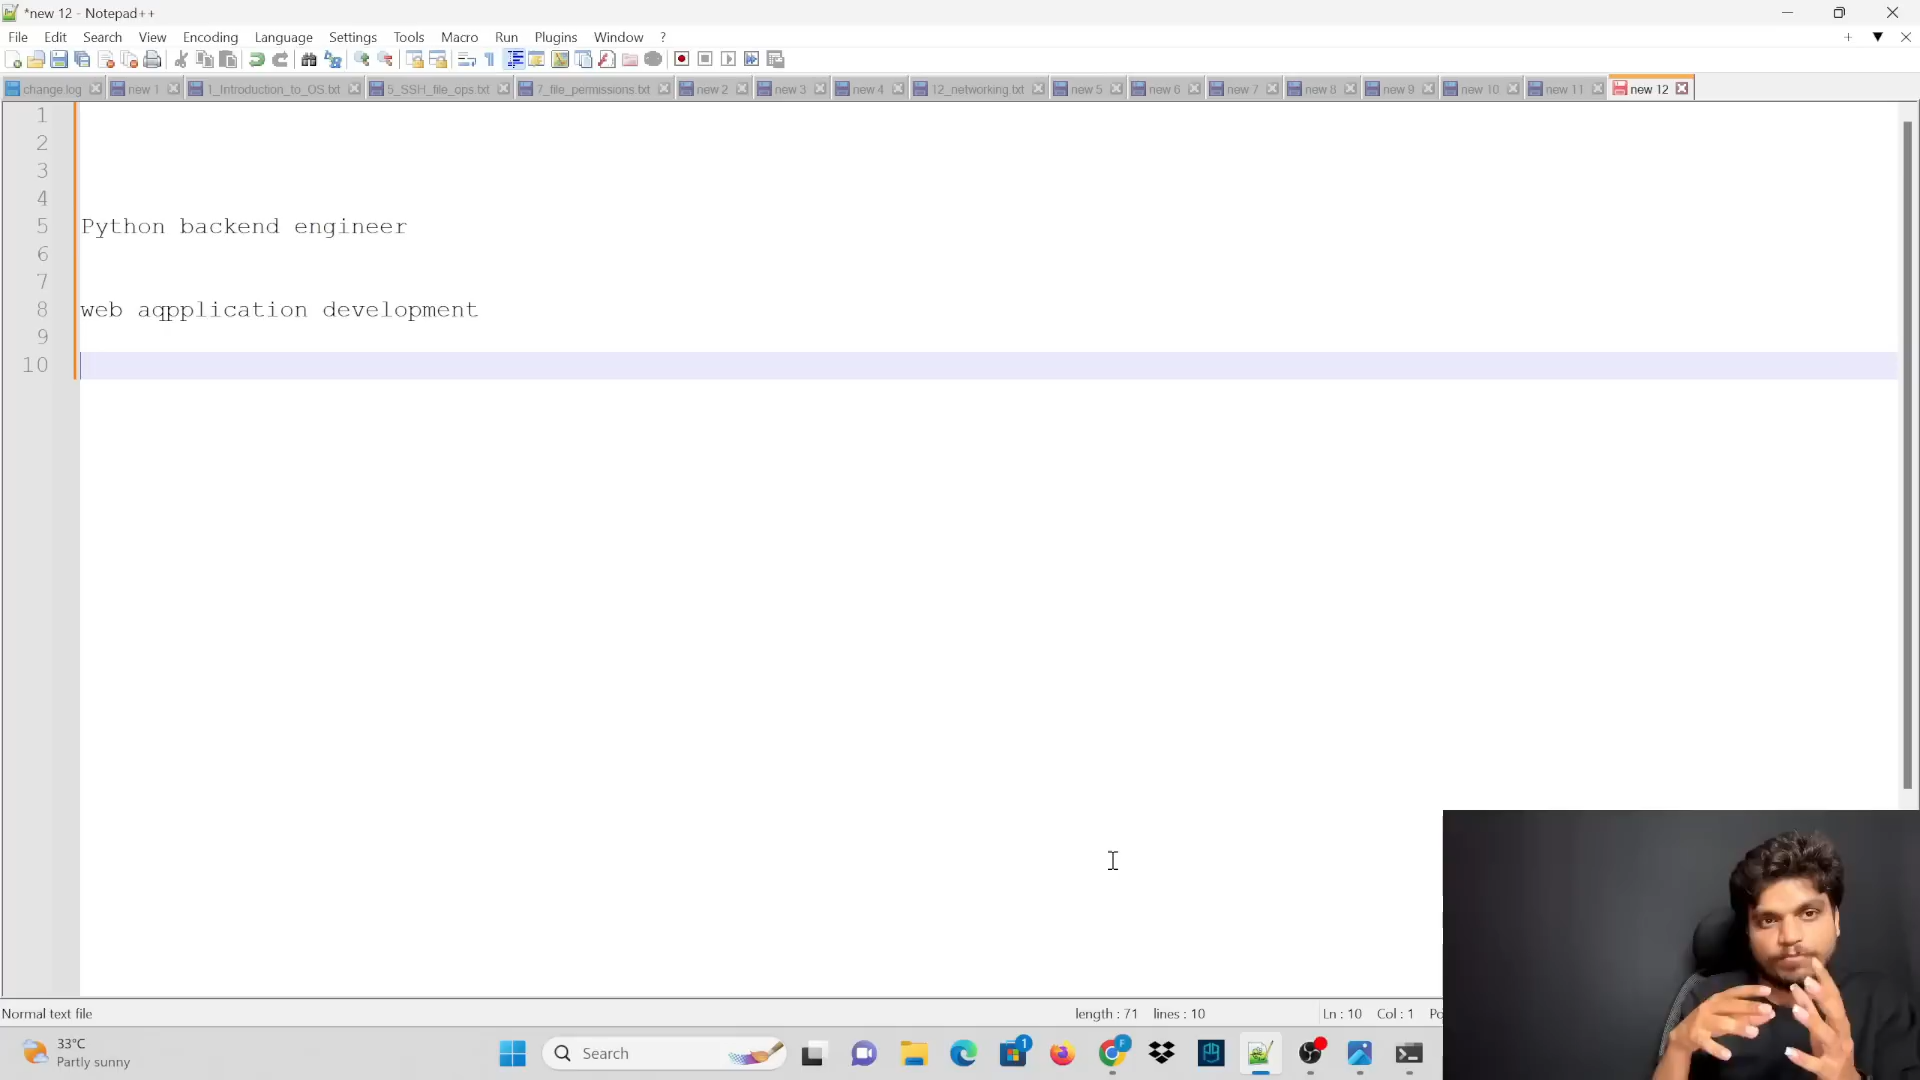 *new 12 - Notepad++
File Edit Search View Encoding Language Settings Tools Macro Run Plugins Window ?
change.log new 1 1_Introduction_to_OS.txt 5_SSH_file_ops.txt 7_file_permissions.txt new 2 new 3 new 4 12_networking.txt new 5 new 6 new 7 new 8 new 9 new 10 new 11 new 12
1
2
3
4
5 Python backend engineer
6
7
8 web aqpplication development
9
10
Normal text file length : 71 lines : 10 Ln : 10 Col : 1 Po
33°C
Partly sunny
Search
1
F